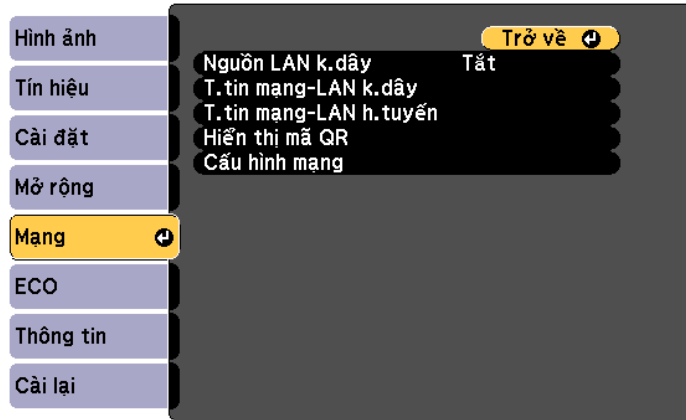 Hình ảnh
Tín hiệu
Cài đặt
Mở rộng
Mạng
ECO
Thông tin
Cài lại
Trở về
Nguồn LAN k.dây Tắt
T.tin mạng-LAN k.dây
T.tin mạng-LAN h.tuyến
Hiển thị mã QR
Cấu hình mạng